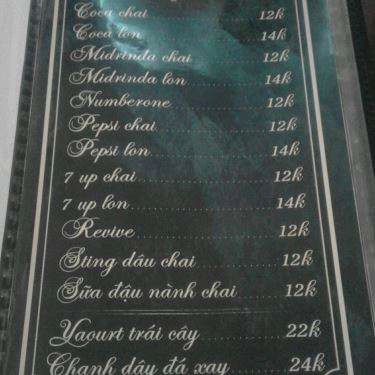 Coca chai 12k
Coca lon 14k
Midrinda chai 12k
Midrinda lon 14k
Numberone 12k
Pepsi chai 12k
Pepsi lon 14k
7 up chai 12k
7 up lon 14k
Revive 12k
Sting dâu chai 12k
Sữa đậu nành chai 12k
Yaourt trái cây 22k
Chanh dây đá xay 24k